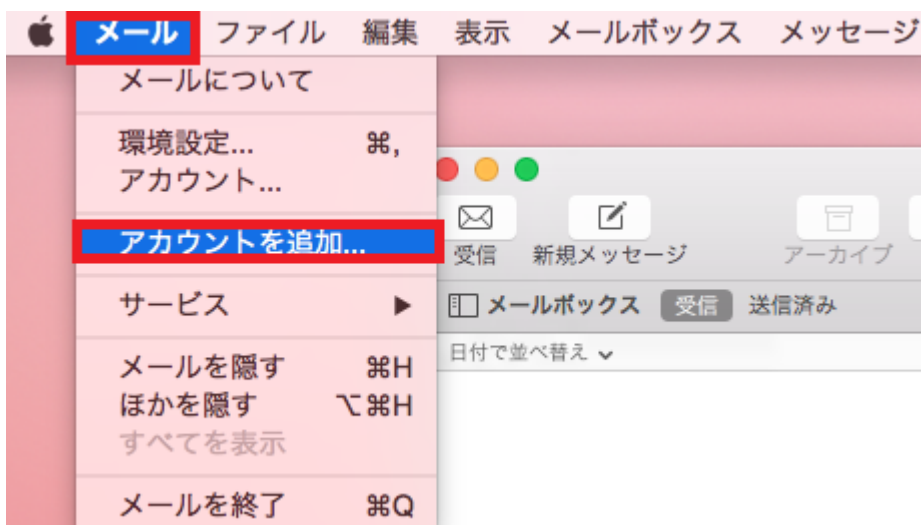 メール ファイル 編集 表示 メールボックス メッセージ
メールについて
環境設定... ⌘,
アカウント...
アカウントを追加...
サービス ▶
メールを隠す ⌘H
ほかを隠す ⌥⌘H
すべてを表示
メールを終了 ⌘Q
受信 新規メッセージ アーカイブ
メールボックス 受信 送信済み
日付で並べ替え